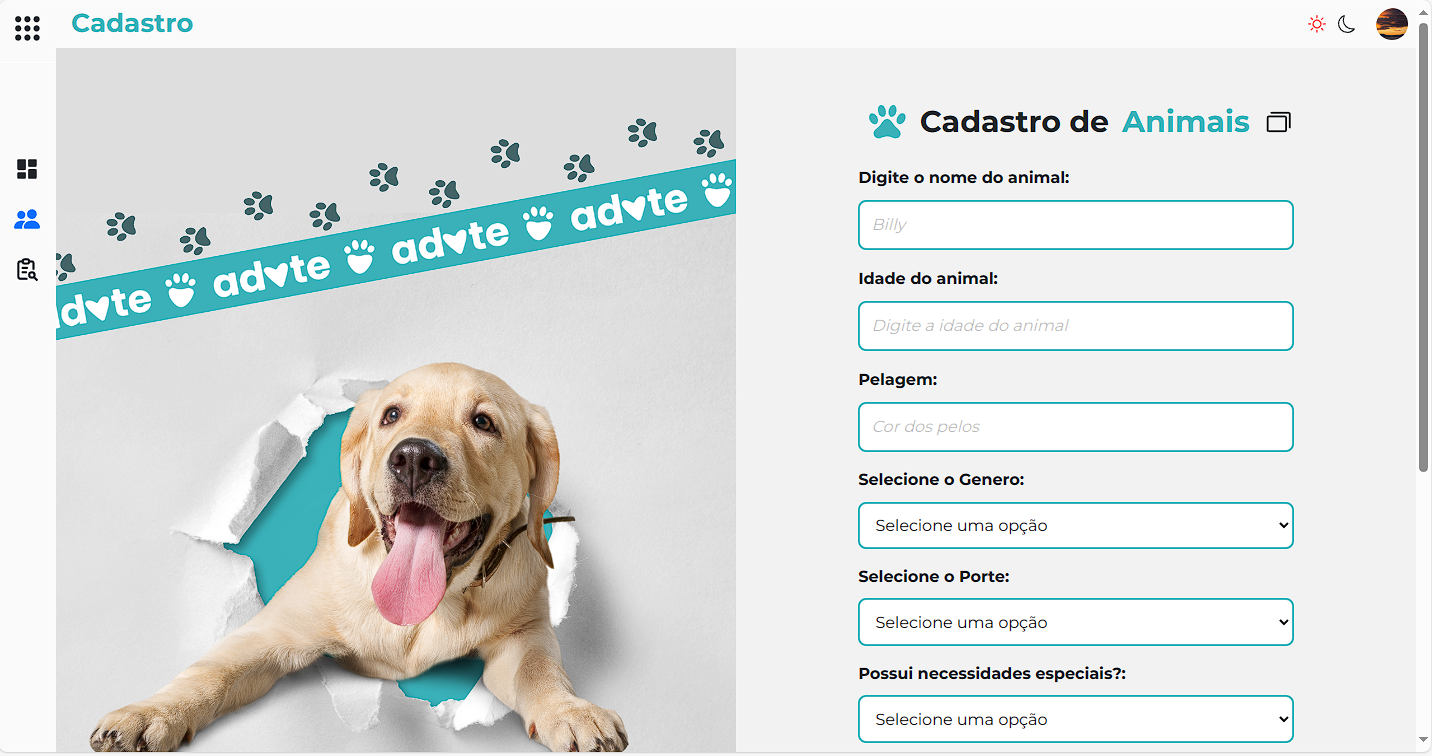 Cadastro
adote adote adote adote
Cadastro de Animais
Digite o nome do animal:
Billy
Idade do animal:
Digite a idade do animal
Pelagem:
Cor dos pelos
Selecione o Genero:
Selecione uma opção
Selecione o Porte:
Selecione uma opção
Possui necessidades especiais?:
Selecione uma opção